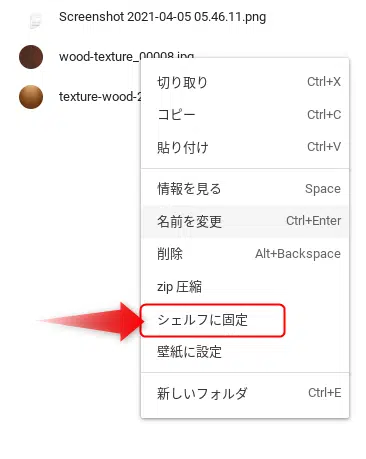 Screenshot 2021-04-05 05.46.11.png
wood-texture_00008.jpg
texture-wood-2
切り取り Ctrl+X
コピー Ctrl+C
貼り付け Ctrl+V
情報を見る Space
名前を変更 Ctrl+Enter
削除 Alt+Backspace
zip 圧縮
シェルフに固定
壁紙に設定
新しいフォルダ Ctrl+E